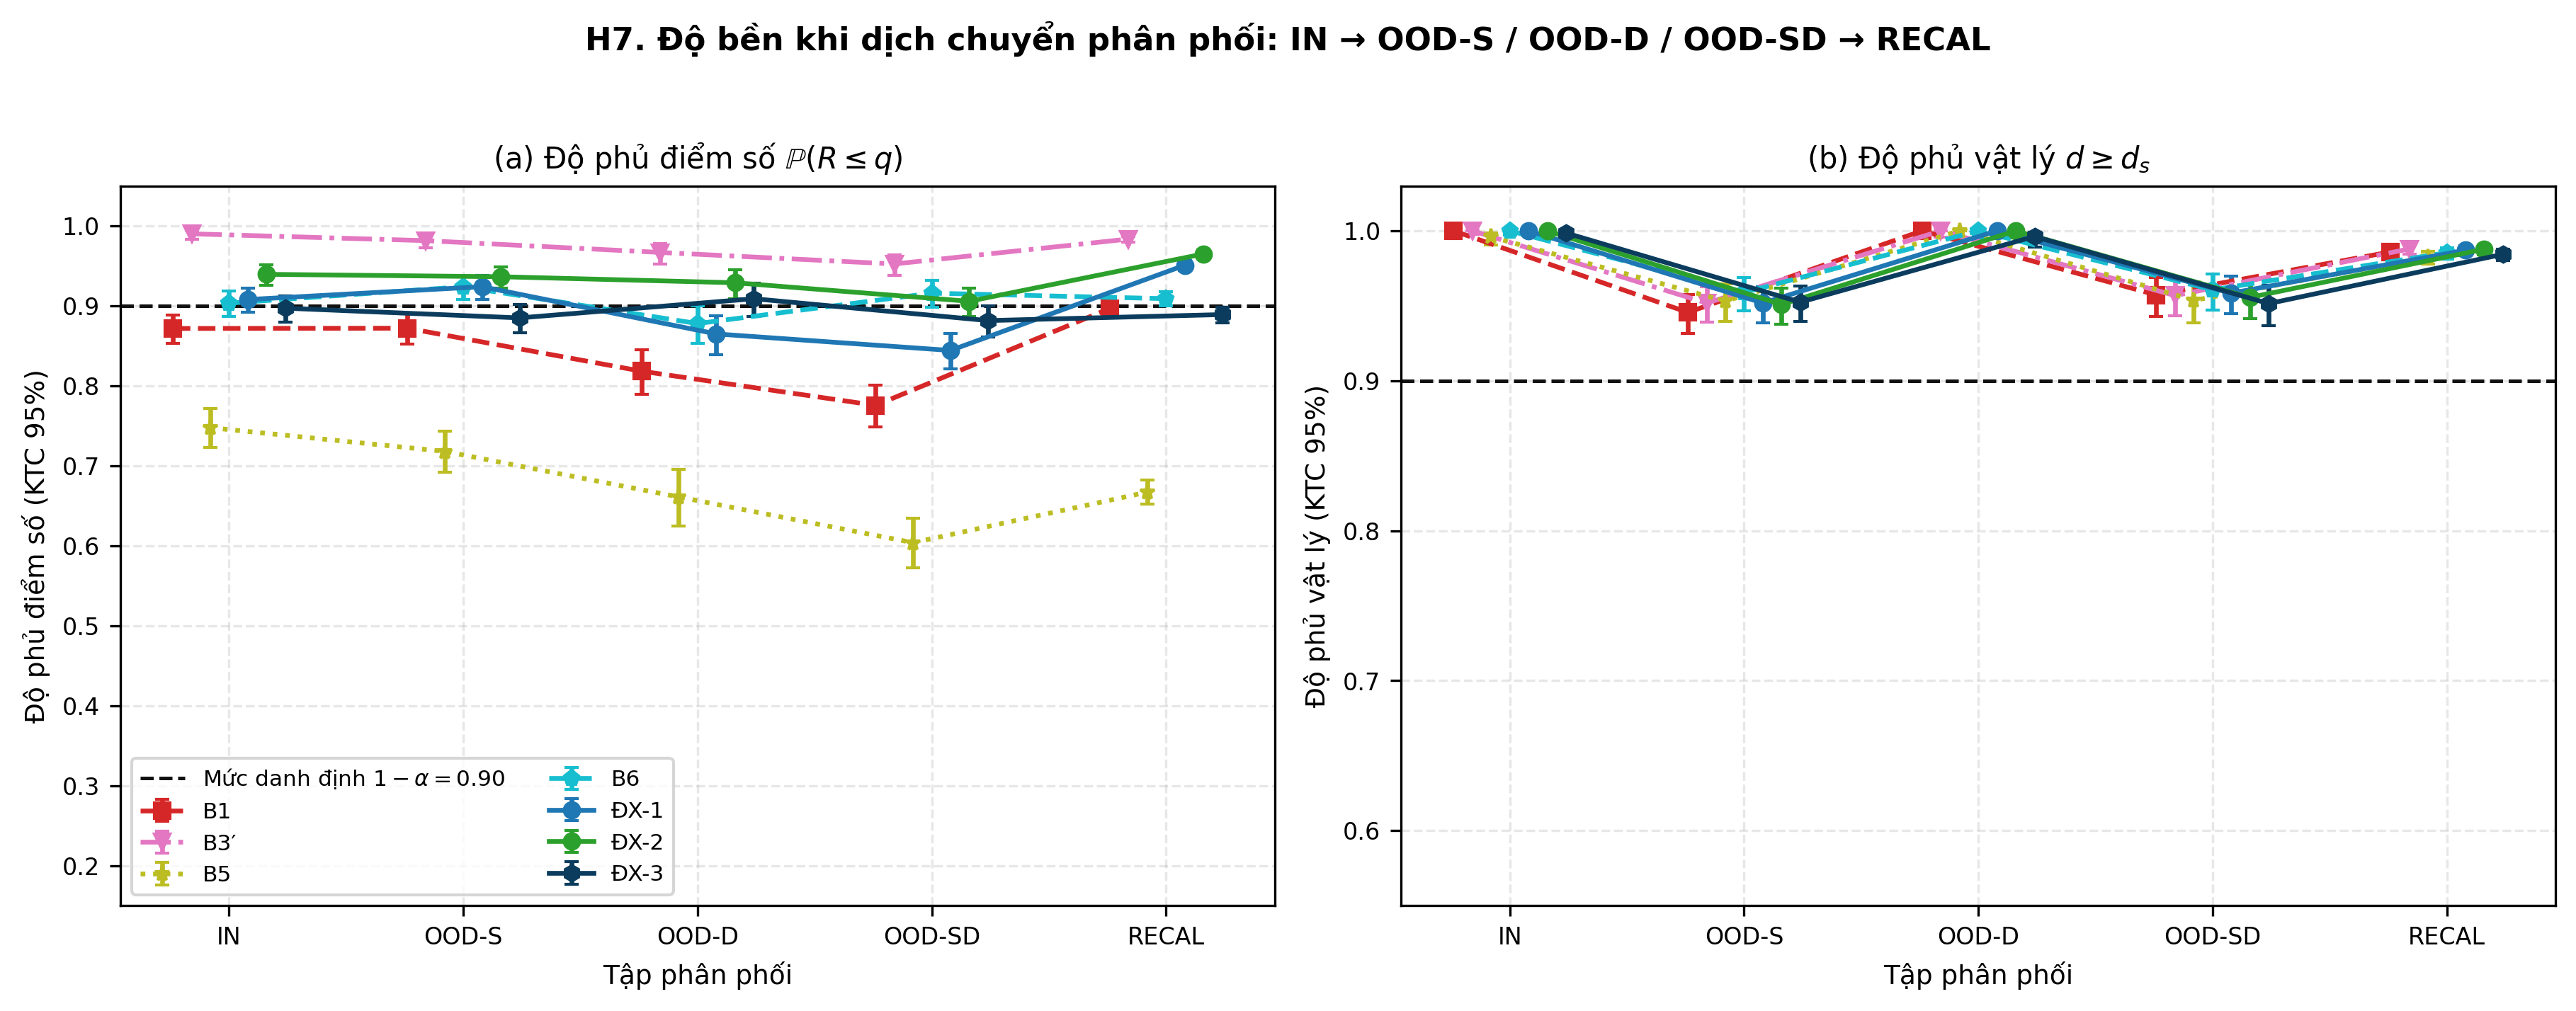 H7. Độ bền khi dịch chuyển phân phối: IN → OOD-S / OOD-D / OOD-SD → RECAL
(a) Độ phủ điểm số ℙ(R ≤ q)
Độ phủ điểm số (KTC 95%)
1.0
0.9
0.8
0.7
0.6
0.5
0.4
0.3
0.2
Mức danh định 1 − α = 0.90
B1
B3′
B5
B6
ĐX-1
ĐX-2
ĐX-3
IN
OOD-S
OOD-D
OOD-SD
RECAL
Tập phân phối
(b) Độ phủ vật lý d ≥ dₛ
Độ phủ vật lý (KTC 95%)
1.0
0.9
0.8
0.7
0.6
IN
OOD-S
OOD-D
OOD-SD
RECAL
Tập phân phối